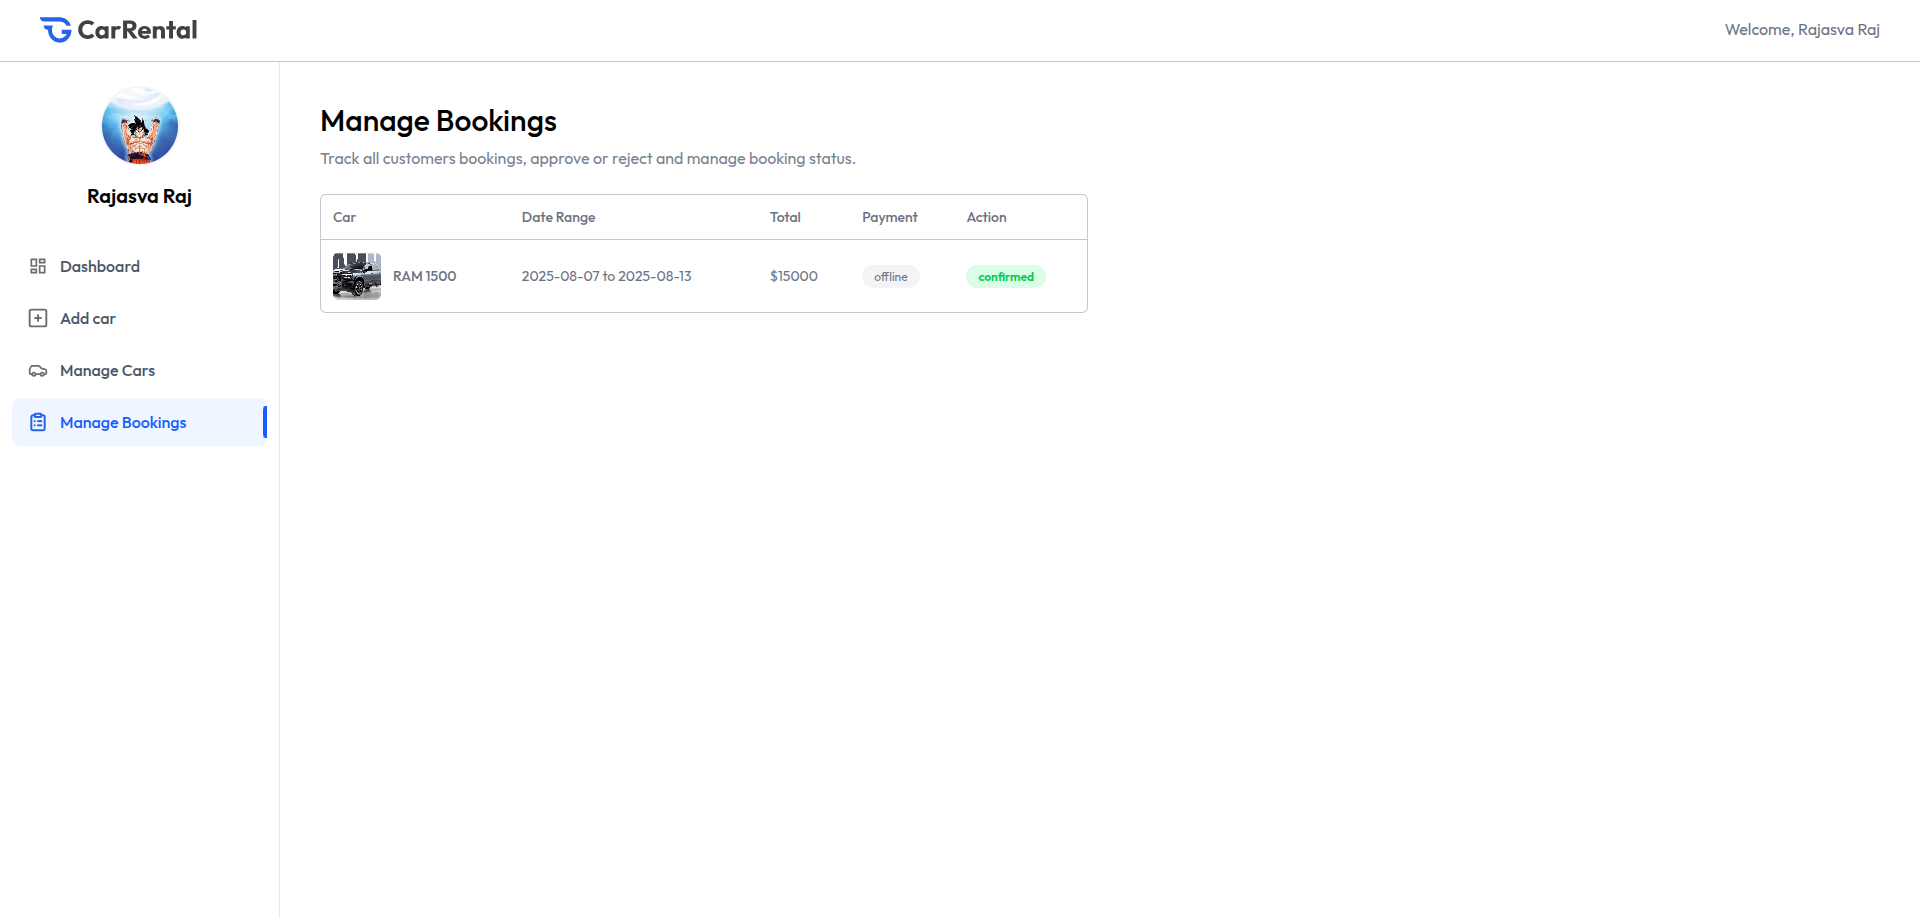 CarRental
Welcome, Rajasva Raj
Rajasva Raj
Dashboard
Add car
Manage Cars
Manage Bookings
Manage Bookings
Track all customers bookings, approve or reject and manage booking status.
Car Date Range Total Payment Action
RAM 1500 2025-08-07 to 2025-08-13 $15000 offline confirmed